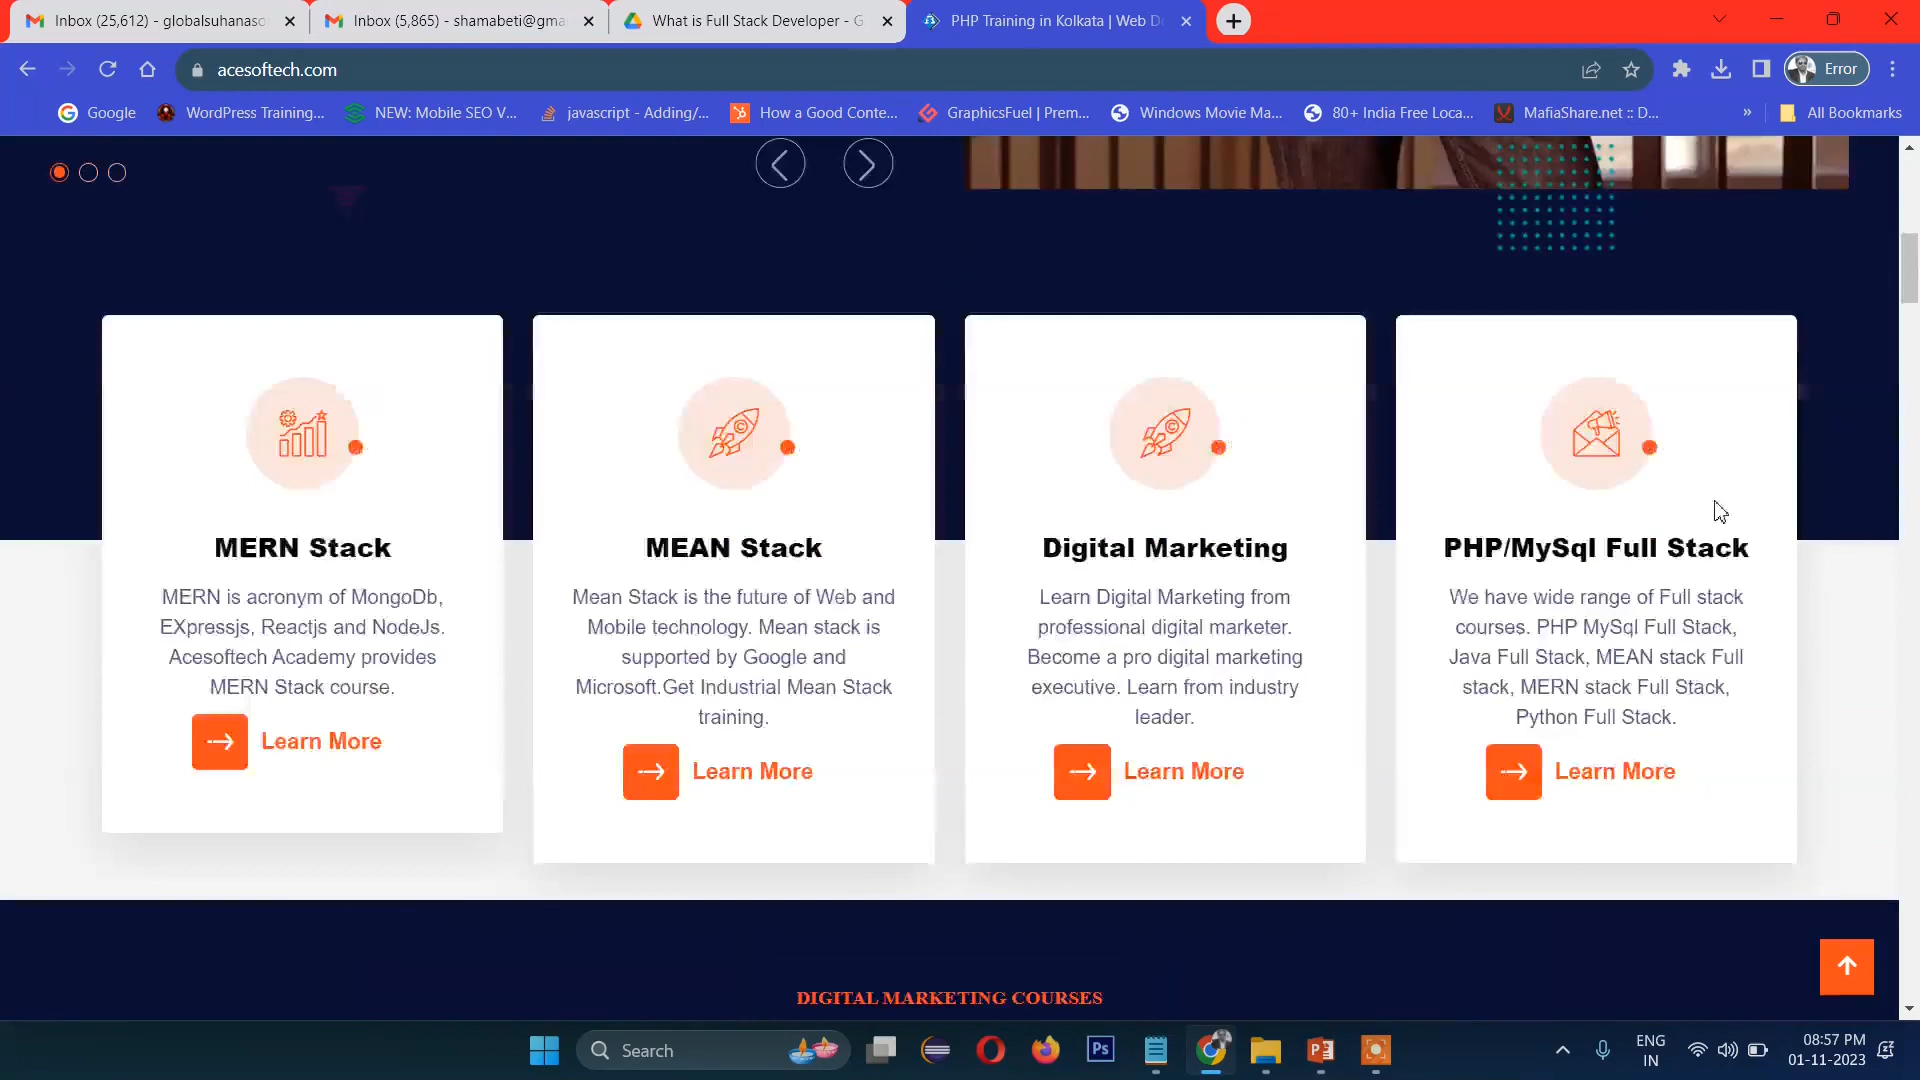 Inbox (25,612) - globalsuhanaso
Inbox (5,865) - shamabeti@gma
What is Full Stack Developer - G
PHP Training in Kolkata | Web De
acesoftech.com
Error
Google
WordPress Training...
NEW: Mobile SEO V...
javascript - Adding/...
How a Good Conte...
GraphicsFuel | Prem...
Windows Movie Ma...
80+ India Free Loca...
MafiaShare.net :: D...
»
All Bookmarks
MERN Stack
MERN is acronym of MongoDb,
EXpressjs, Reactjs and NodeJs.
Acesoftech Academy provides
MERN Stack course.
Learn More
MEAN Stack
Mean Stack is the future of Web and
Mobile technology. Mean stack is
supported by Google and
Microsoft.Get Industrial Mean Stack
training.
Learn More
Digital Marketing
Learn Digital Marketing from
professional digital marketer.
Become a pro digital marketing
executive. Learn from industry
leader.
Learn More
PHP/MySql Full Stack
We have wide range of Full stack
courses. PHP MySql Full Stack,
Java Full Stack, MEAN stack Full
stack, MERN stack Full Stack,
Python Full Stack.
Learn More
DIGITAL MARKETING COURSES
Search
Ps
ENG
IN
08:57 PM
01-11-2023